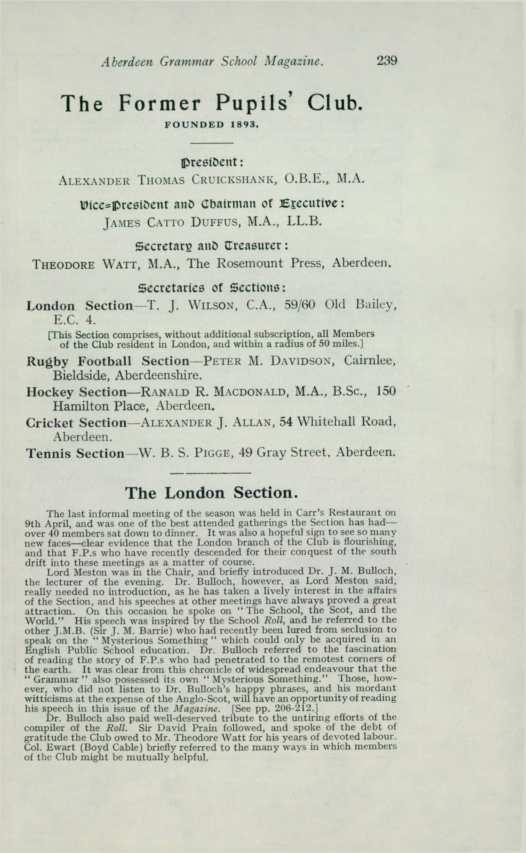 Aberdeen Grammar School Magazine. 239
The Former Pupils' Club.
FOUNDED 1893.
President:
ALEXANDER THOMAS CRUICKSHANK, O.B.E., M.A.
Vice=President and Chairman of Executive:
JAMES CATTO DUFFUS, M.A., LL.B.
Secretary and Treasurer:
THEODORE WATT, M.A., The Rosemount Press, Aberdeen.
Secretaries of Sections:
London Section—T. J. WILSON, C.A., 59/60 Old Bailey,
E.C. 4.
[This Section comprises, without additional subscription, all Members
of the Club resident in London, and within a radius of 50 miles.]
Rugby Football Section—PETER M. DAVIDSON, Cairnlee,
Bieldside, Aberdeenshire.
Hockey Section—RANALD R. MACDONALD, M.A., B.Sc., 150
Hamilton Place, Aberdeen.
Cricket Section—ALEXANDER J. ALLAN, 54 Whitehall Road,
Aberdeen.
Tennis Section—W. B. S. PIGGE, 49 Gray Street, Aberdeen.
The London Section.
The last informal meeting of the season was held in Carr's Restaurant on
9th April, and was one of the best attended gatherings the Section has had—
over 40 members sat down to dinner. It was also a hopeful sign to see so many
new faces—clear evidence that the London branch of the Club is flourishing,
and that F.P.s who have recently descended for their conquest of the south
drift into these meetings as a matter of course.
Lord Meston was in the Chair, and briefly introduced Dr. J. M. Bulloch,
the lecturer of the evening. Dr. Bulloch, however, as Lord Meston said,
really needed no introduction, as he has taken a lively interest in the affairs
of the Section, and his speeches at other meetings have always proved a great
attraction. On this occasion he spoke on "The School, the Scot, and the
World." His speech was inspired by the School Roll, and he referred to the
other J.M.B. (Sir J. M. Barrie) who had recently been lured from seclusion to
speak on the "Mysterious Something" which could only be acquired in an
English Public School education. Dr. Bulloch referred to the fascination
of reading the story of F.P.s who had penetrated to the remotest corners of
the earth. It was clear from this chronicle of widespread endeavour that the
"Grammar" also possessed its own "Mysterious Something." Those, how-
ever, who did not listen to Dr. Bulloch's happy phrases, and his mordant
witticisms at the expense of the Anglo-Scot, will have an opportunity of reading
his speech in this issue of the Magazine. [See pp. 206-212.]
Dr. Bulloch also paid well-deserved tribute to the untiring efforts of the
compiler of the Roll. Sir David Prain followed, and spoke of the debt of
gratitude the Club owed to Mr. Theodore Watt for his years of devoted labour.
Col. Ewart (Boyd Cable) briefly referred to the many ways in which members
of the Club might be mutually helpful.